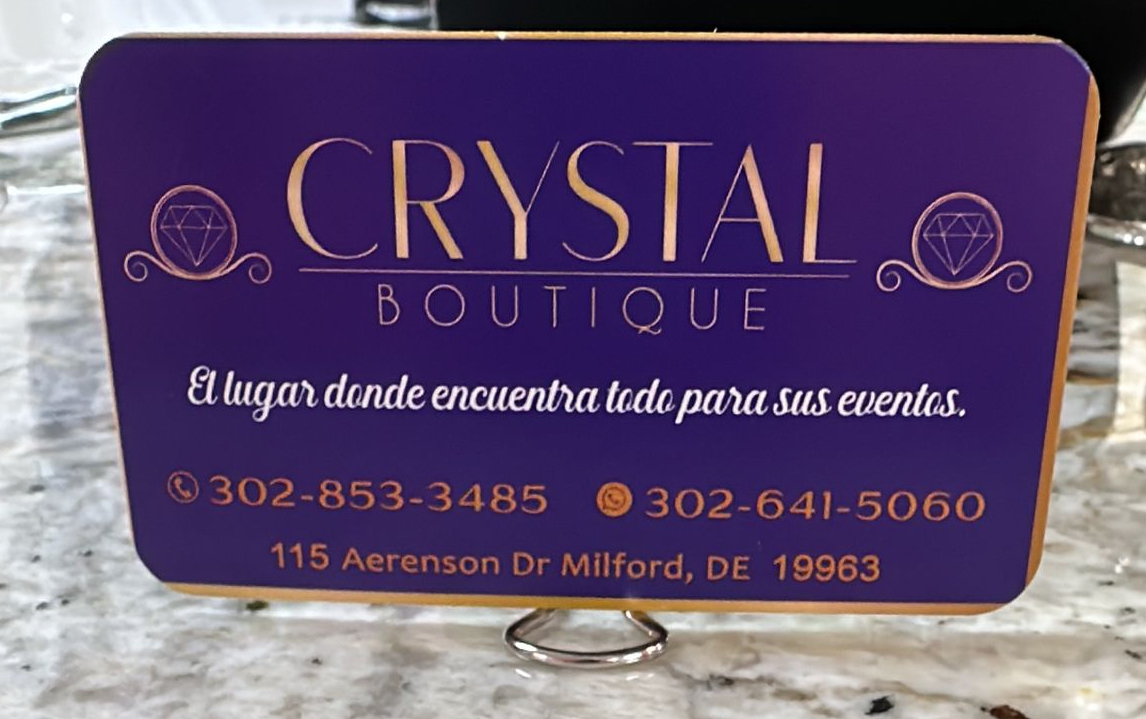 CRYSTAL
BOUTIQUE
El lugar donde encuentra todo para sus eventos.
302-853-3485 302-641-5060
115 Aerenson Dr Milford, DE 19963